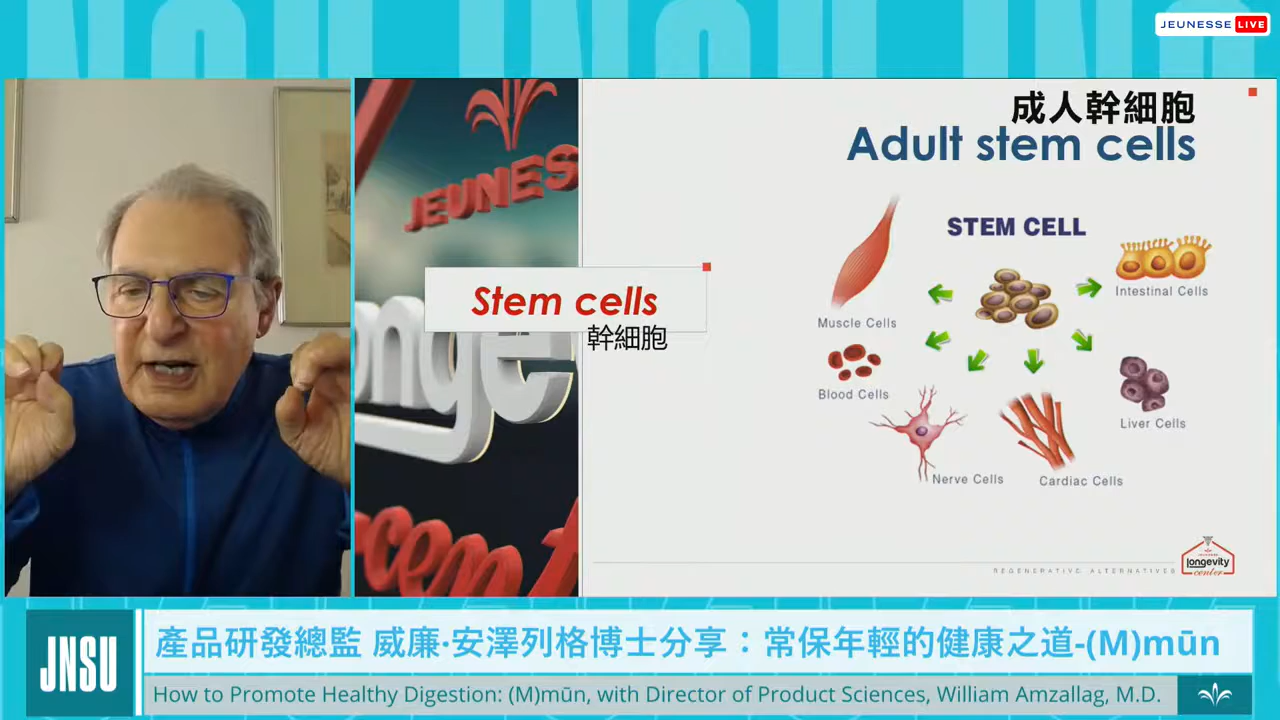 JEUNESSE LIVE
JEUNES
成人幹細胞
Adult stem cells
STEM CELL
Intestinal Cells
Muscle Cells
Stem cells
幹細胞
Blood Cells
Liver Cells
Nerve Cells
Cardiac Cells
REGENERATIVE ALTERNATIVES
longevity
center
JNSU
產品研發總監 威廉·安澤列格博士分享：常保年輕的健康之道-(M)mūn
How to Promote Healthy Digestion: (M)mūn, with Director of Product Sciences, William Amzallag, M.D.